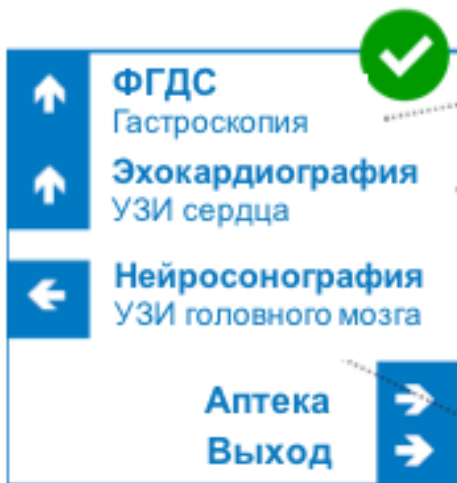 ФГДС
Гастроскопия
Эхокардиография
УЗИ сердца
Нейросонография
УЗИ головного мозга
Аптека
Выход